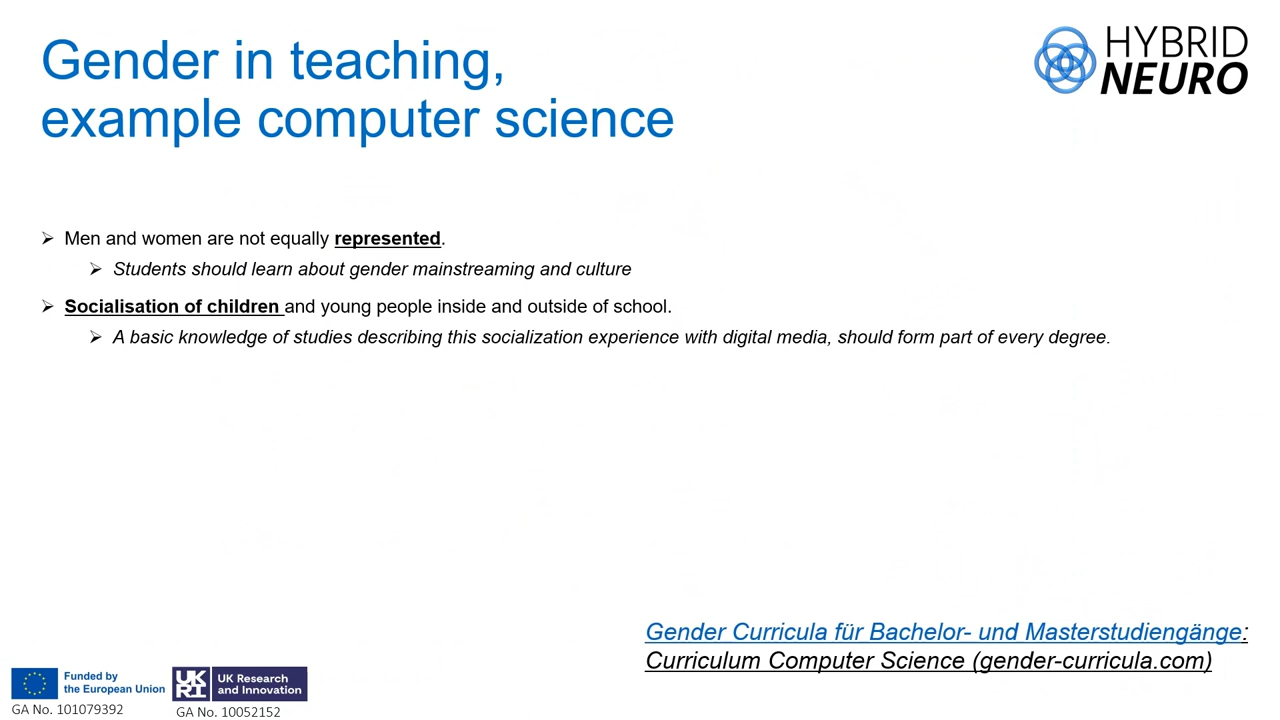 Gender in teaching,
example computer science
HYBRID
NEURO
Men and women are not equally represented.
Students should learn about gender mainstreaming and culture
Socialisation of children and young people inside and outside of school.
A basic knowledge of studies describing this socialization experience with digital media, should form part of every degree.
Gender Curricula für Bachelor- und Masterstudiengänge:
Curriculum Computer Science (gender-curricula.com)
Funded by
the European Union
GA No. 101079392
UK
RI
UK Research
and Innovation
GA No. 10052152